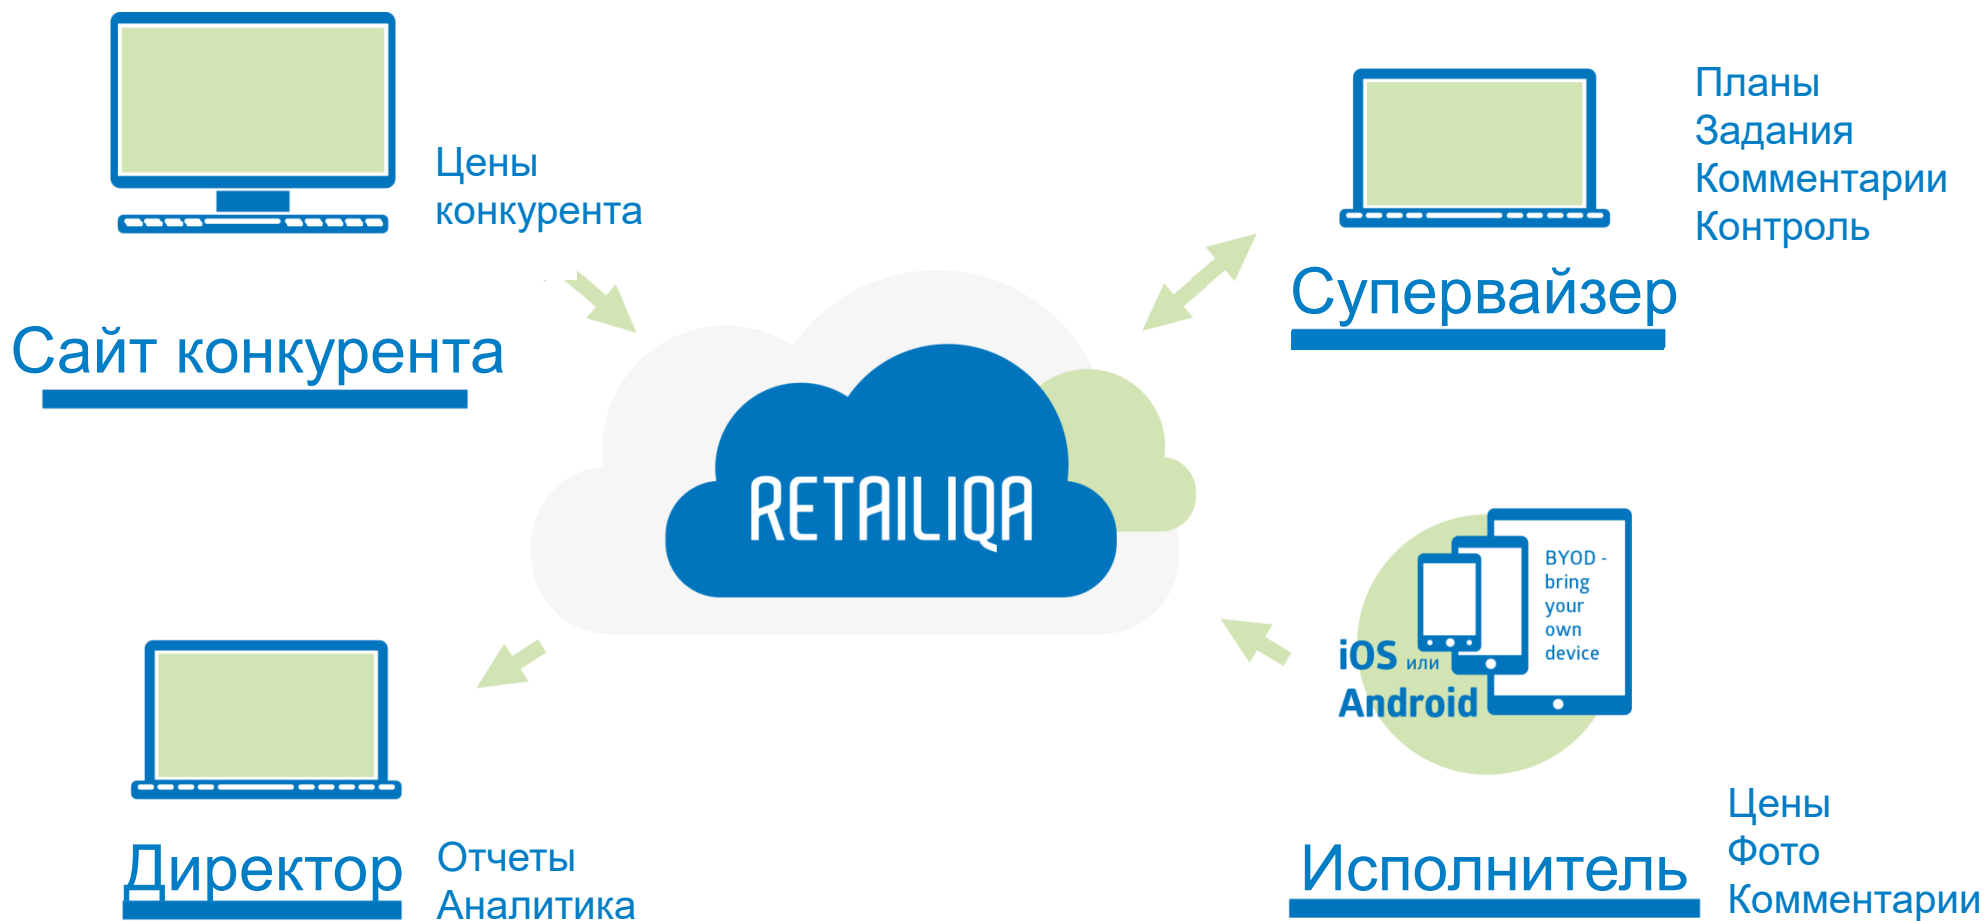 Цены
конкурента
Сайт конкурента
Планы
Задания
Комментарии
Контроль
Супервайзер
RETAILIQA
BYOD -
bring
your
own
device
iOS или
Android
Директор
Отчеты
Аналитика
Исполнитель
Цены
Фото
Комментарии